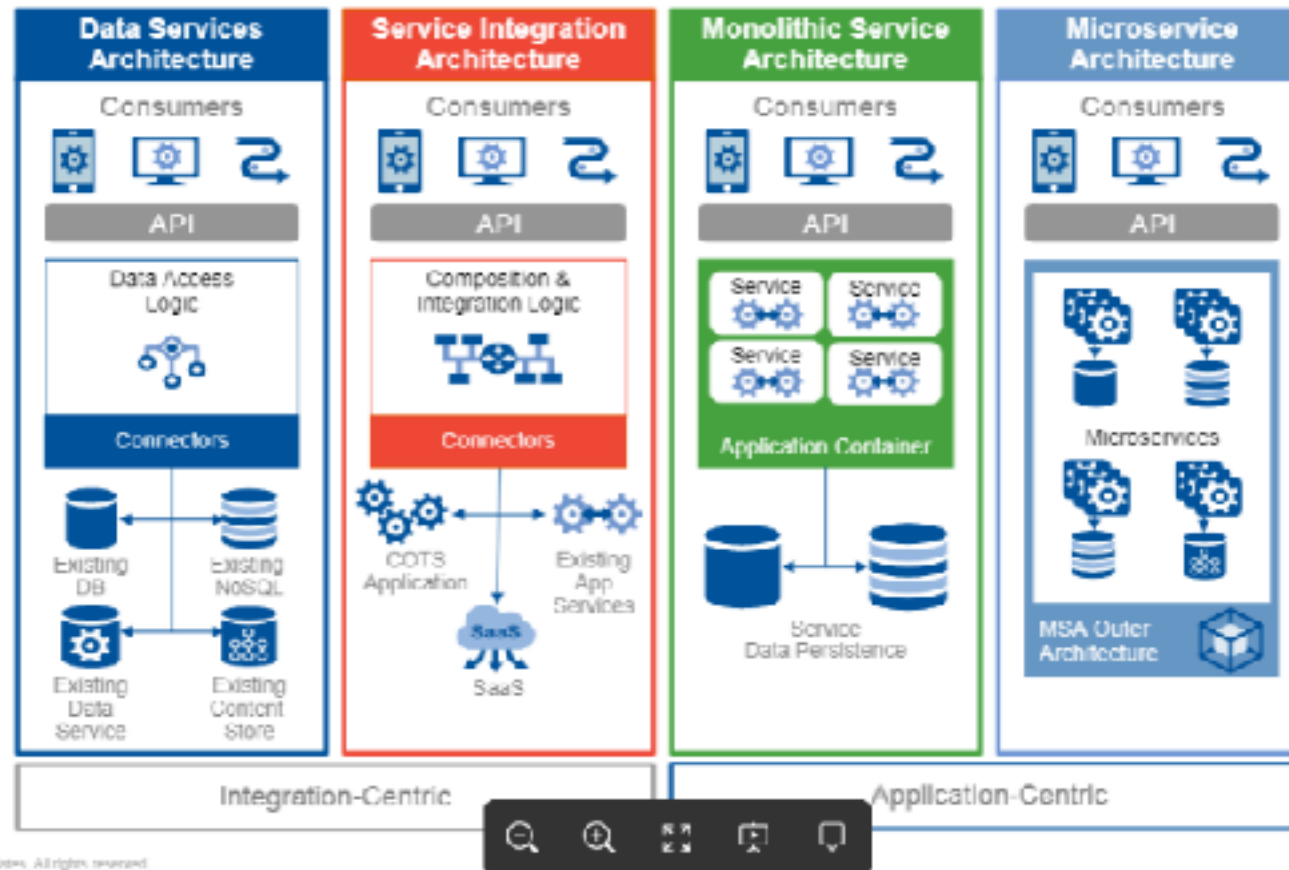 Data Services
Architecture
Consumers
API
Data Access
Logic
Connectors
Existing
DB
Existing
NoSQL
Existing
Data
Service
Existing
Content
Store
Service Integration
Architecture
Consumers
API
Composition &
Integration Logic
Connectors
COTS
Application
Existing
App
Services
SaaS
SaaS
Monolithic Service
Architecture
Consumers
API
Service
Service
Service
Service
Application Container
Service
Data Persistence
Microservice
Architecture
Consumers
API
Microservices
MSA Outer
Architecture
Integration-Centric
Application-Centric
All rights reserved